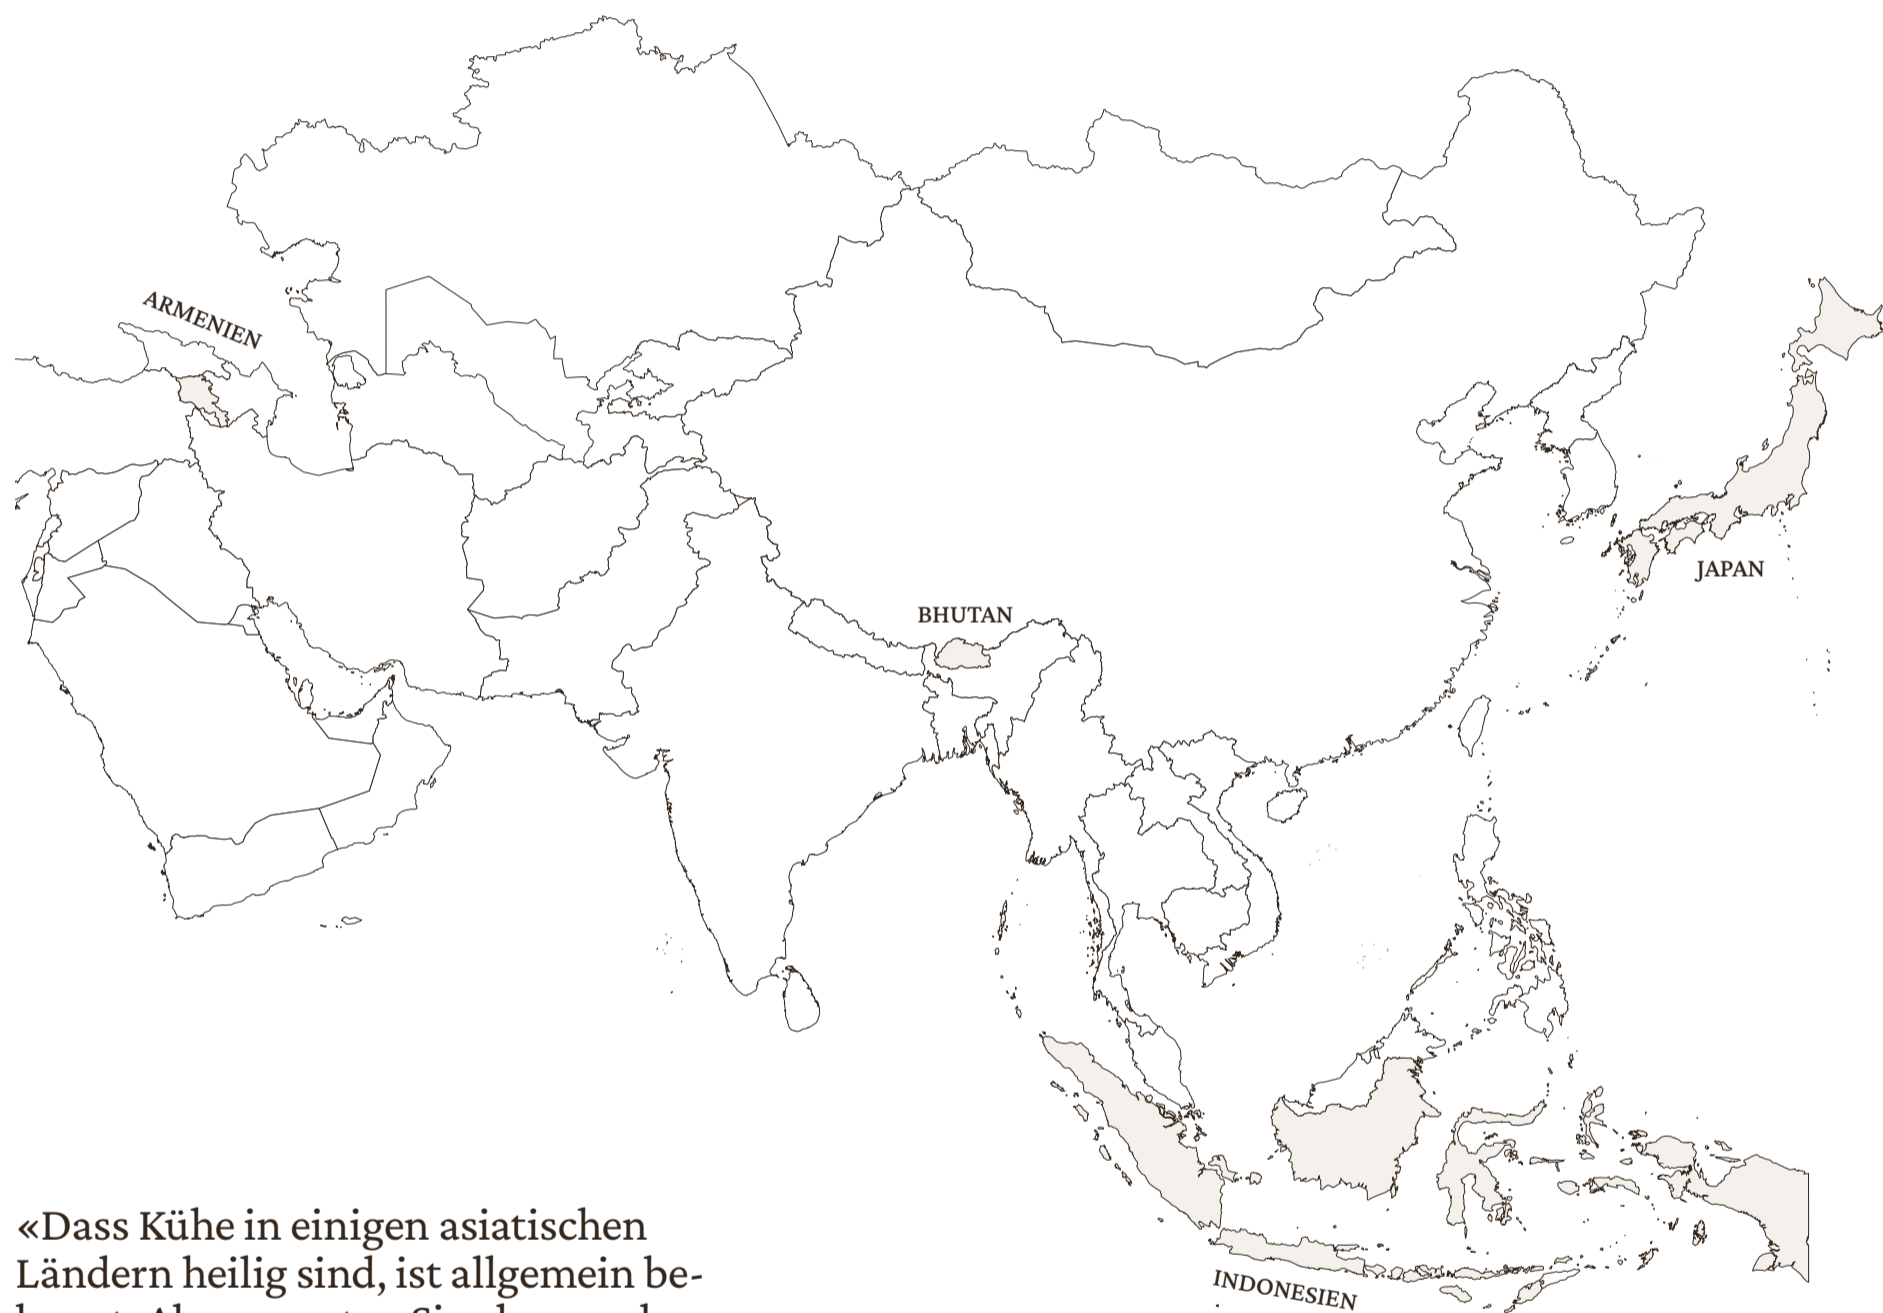 ARMENIEN
BHUTAN
JAPAN
INDONESIEN
«Dass Kühe in einigen asiatischen
Ländern heilig sind, ist allgemein be-